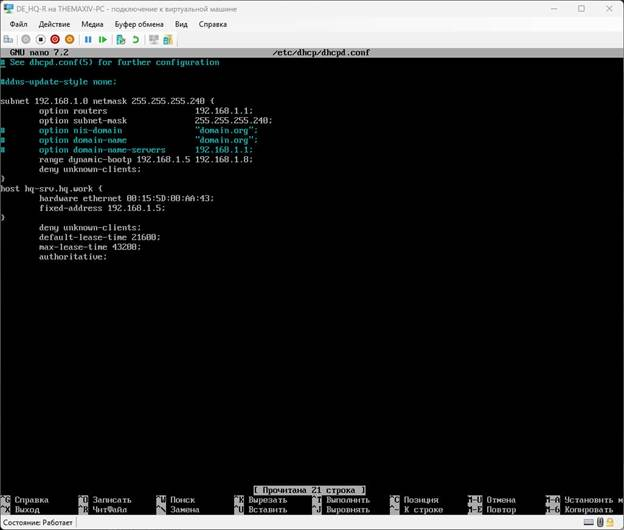 DE_HQ-R на THEMAXIV-PC - подключение к виртуальной машине
Файл Действие Медиа Буфер обмена Вид Справка
GNU nano 7.2 /etc/dhcp/dhcpd.conf
# See dhcpd.conf(5) for further configuration
#ddns-update-style none;
subnet 192.168.1.0 netmask 255.255.255.240 {
option routers 192.168.1.1;
option subnet-mask 255.255.255.240;
# option nis-domain "domain.org";
# option domain-name "domain.org";
# option domain-name-servers 192.168.1.1;
range dynamic-bootp 192.168.1.5 192.168.1.8;
deny unknown-clients;
}
host hq-srv.hq.work {
hardware ethernet 00:15:5D:00:AA:43;
fixed-address 192.168.1.5;
}
deny unknown-clients;
default-lease-time 21600;
max-lease-time 43200;
authoritative;
[ Прочитана 21 строка ]
^G Справка ^O Записать ^W Поиск ^K Вырезать ^T Выполнить ^C Позиция M-U Отмена M-A Установить м
^X Выход ^R ЧитФайл ^\ Замена ^U Вставить ^J Выровнять ^- К строке M-E Повтор M-6 Копировать
Состояние: Работает